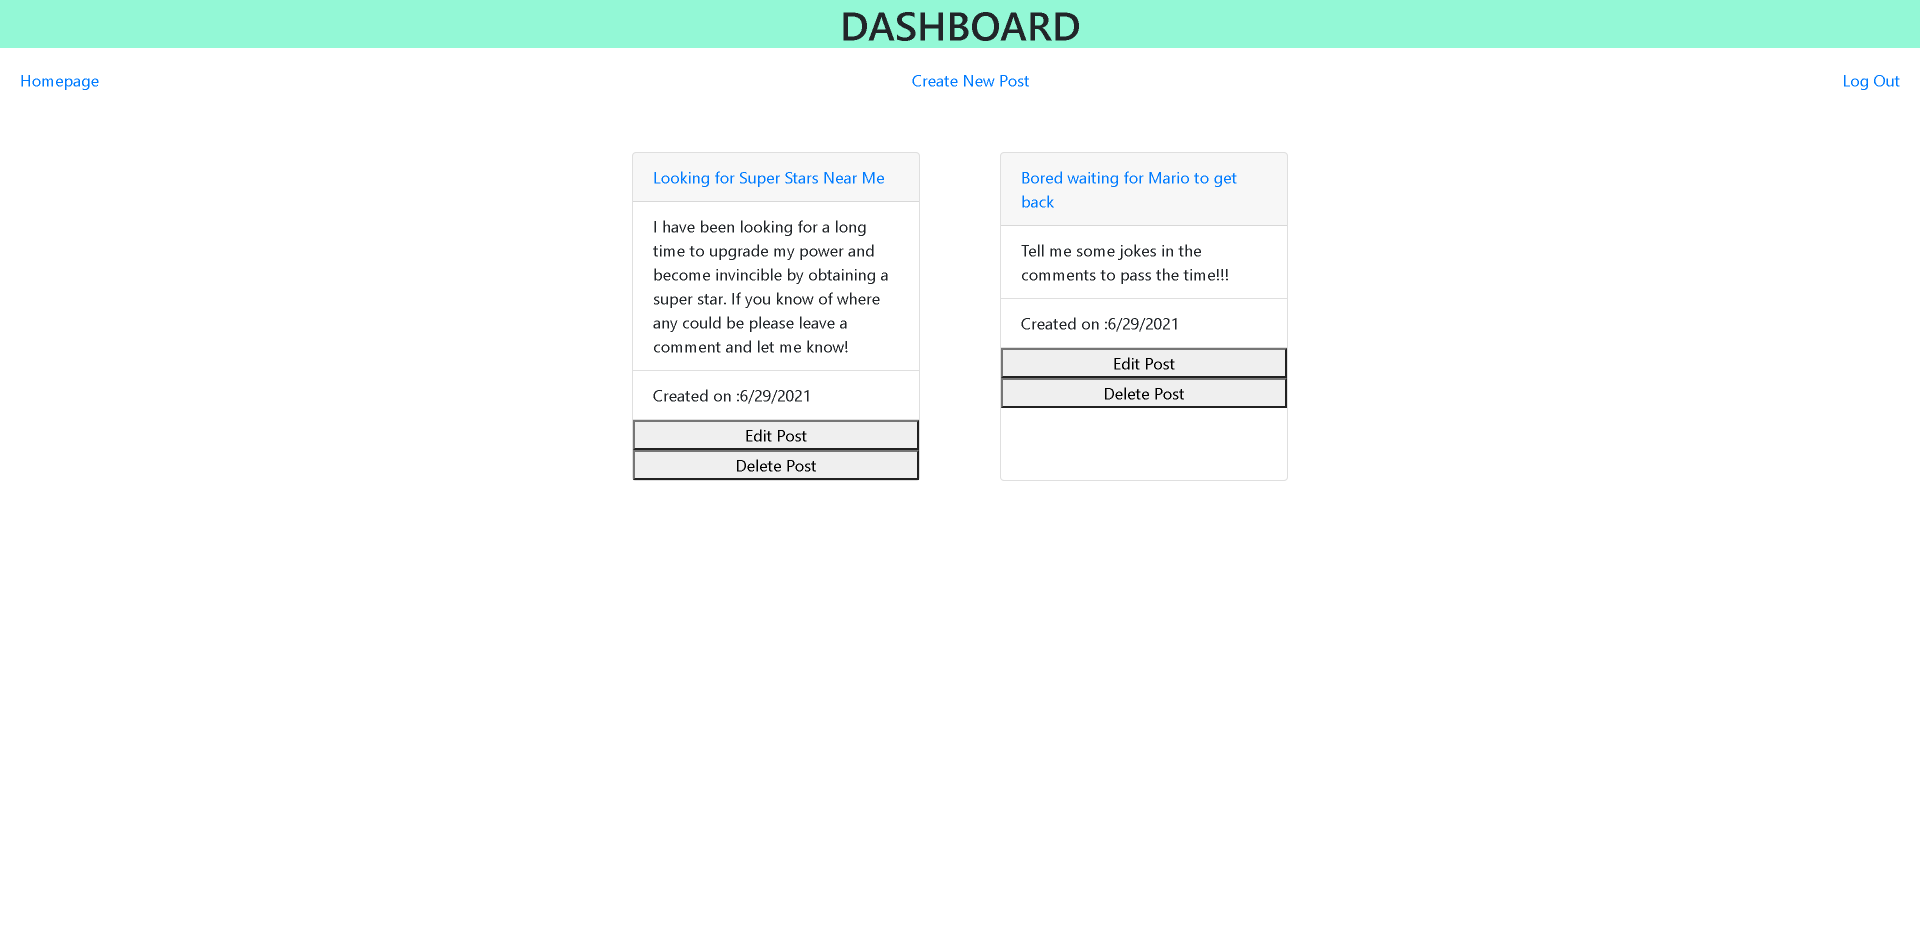 DASHBOARD
Homepage
Create New Post
Log Out
Looking for Super Stars Near Me
I have been looking for a long
time to upgrade my power and
become invincible by obtaining a
super star. If you know of where
any could be please leave a
comment and let me know!
Created on :6/29/2021
Edit Post
Delete Post
Bored waiting for Mario to get
back
Tell me some jokes in the
comments to pass the time!!!
Created on :6/29/2021
Edit Post
Delete Post